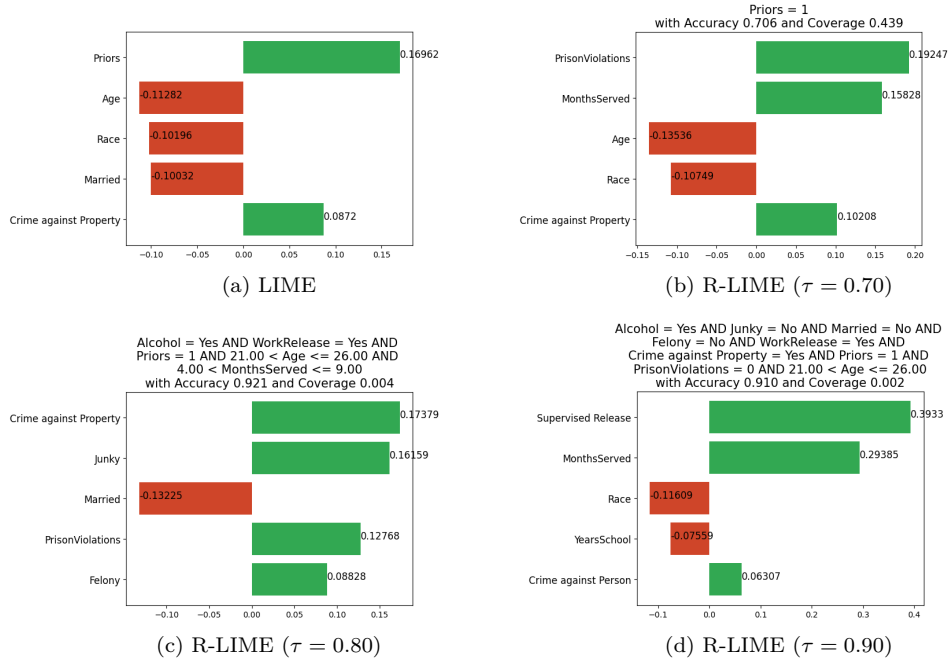 Priors
Age
Race
Married
Crime against Property
0.16962
-0.11282
-0.10196
-0.10032
0.0872
−0.10
−0.05
0.00
0.05
0.10
0.15
(a) LIME
Priors = 1
with Accuracy 0.706 and Coverage 0.439
PrisonViolations
MonthsServed
Age
Race
Crime against Property
0.19247
0.15828
-0.13536
-0.10749
0.10208
−0.15
−0.10
−0.05
0.00
0.05
0.10
0.15
0.20
(b) R-LIME (τ = 0.70)
Alcohol = Yes AND WorkRelease = Yes AND
Priors = 1 AND 21.00 < Age <= 26.00 AND
4.00 < MonthsServed <= 9.00
with Accuracy 0.921 and Coverage 0.004
Crime against Property
Junky
Married
PrisonViolations
Felony
0.17379
0.16159
-0.13225
0.12768
0.08828
−0.10
−0.05
0.00
0.05
0.10
0.15
(c) R-LIME (τ = 0.80)
Alcohol = Yes AND Junky = No AND Married = No AND
Felony = No AND WorkRelease = Yes AND
Crime against Property = Yes AND Priors = 1 AND
PrisonViolations = 0 AND 21.00 < Age <= 26.00
with Accuracy 0.910 and Coverage 0.002
Supervised Release
MonthsServed
Race
YearsSchool
Crime against Person
0.3933
0.29385
-0.11609
-0.07559
0.06307
−0.1
0.0
0.1
0.2
0.3
0.4
(d) R-LIME (τ = 0.90)